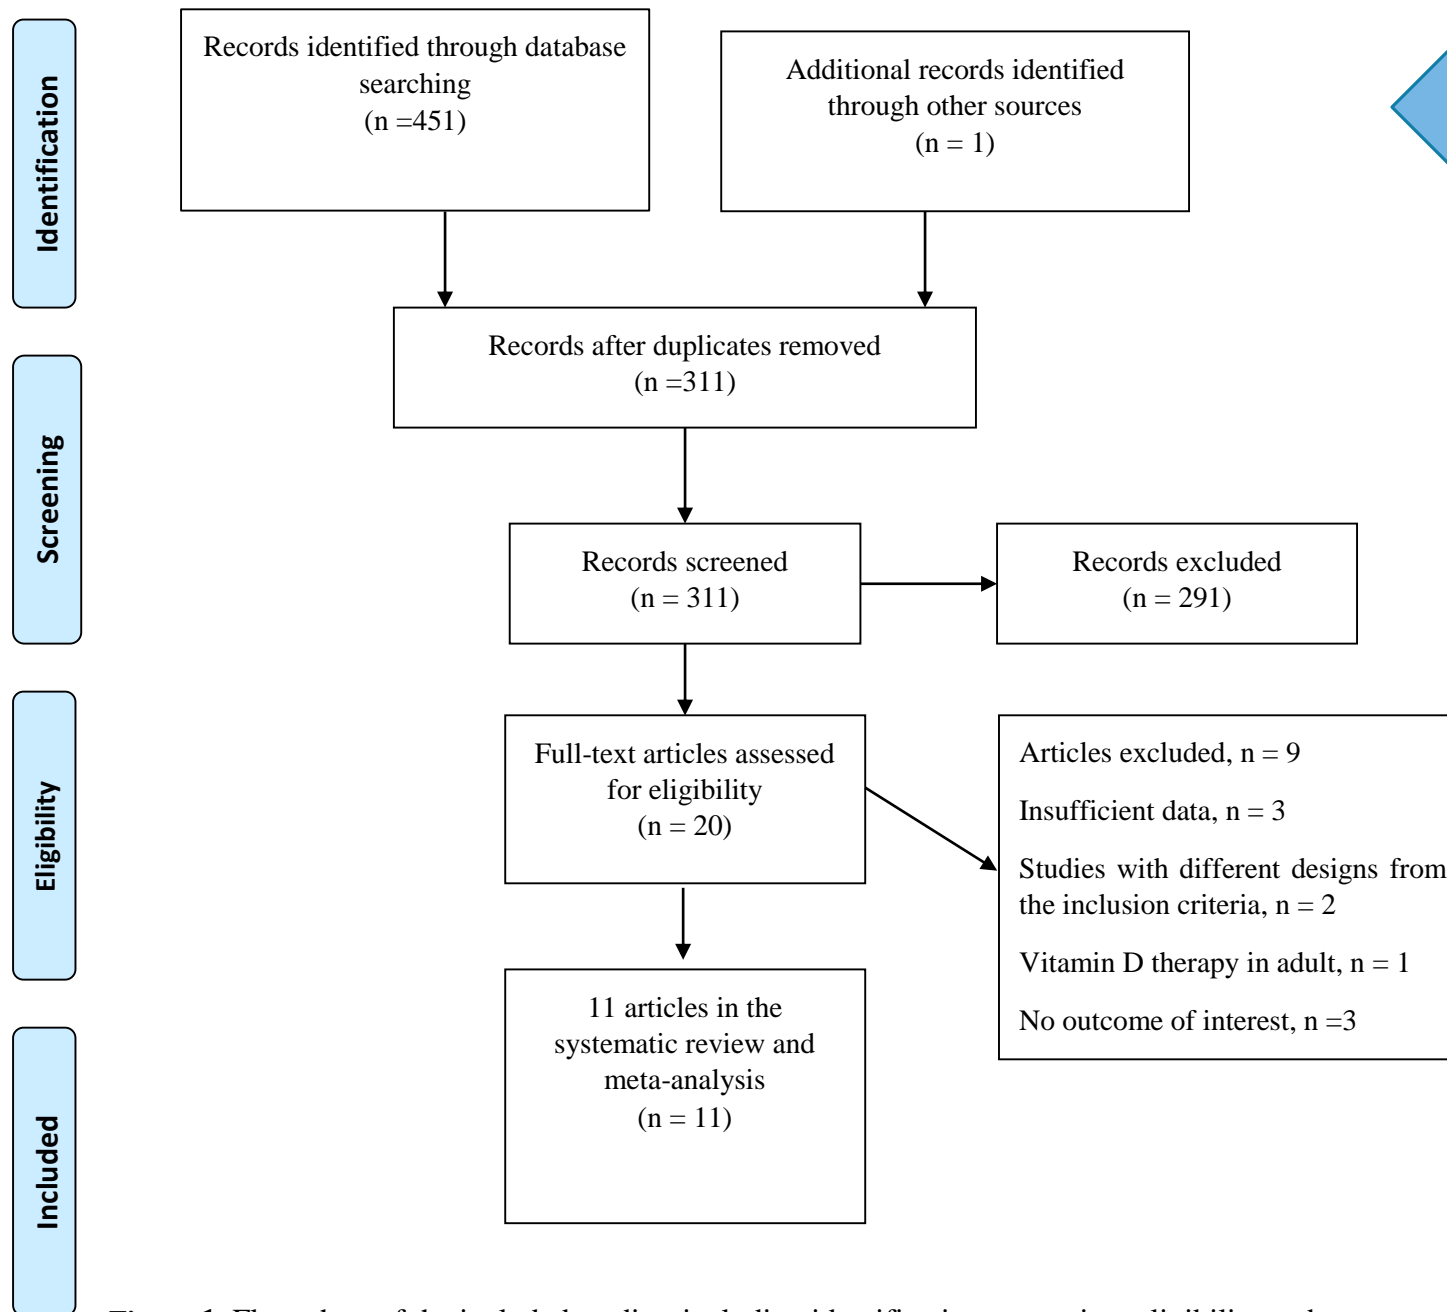 Identification
Records identified through database
searching
(n =451)
Additional records identified
through other sources
(n = 1)
Records after duplicates removed
(n =311)
Screening
Records screened
(n = 311)
Records excluded
(n = 291)
Eligibility
Full-text articles assessed
for eligibility
(n = 20)
Articles excluded, n = 9
Insufficient data, n = 3
Studies with different designs from
the inclusion criteria, n = 2
Vitamin D therapy in adult, n = 1
No outcome of interest, n =3
Included
11 articles in the
systematic review and
meta-analysis
(n = 11)